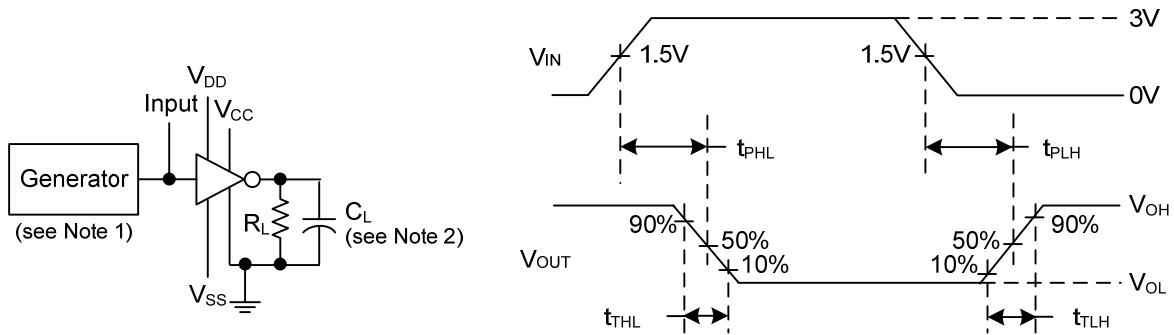 VDD
Input
VCC
Generator
(see Note 1)
RL
CL
(see Note 2)
VSS
VIN
1.5V
1.5V
3V
0V
tPHL
tPLH
VOUT
90%
50%
10%
50%
10%
90%
VOH
VOL
tTHL
tTLH